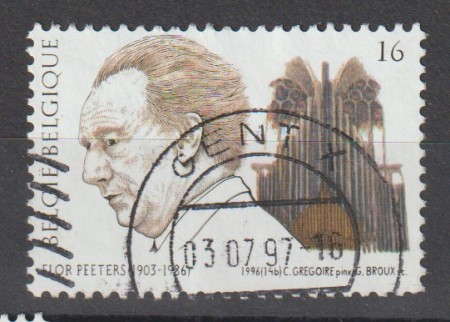 16
BELGIË-BELGIQUE
GENT X
03 07 97-16
FLOR PEETERS (1903-1986)
1996(14b) C. GREGOIRE pinx. G. BROUX sc.